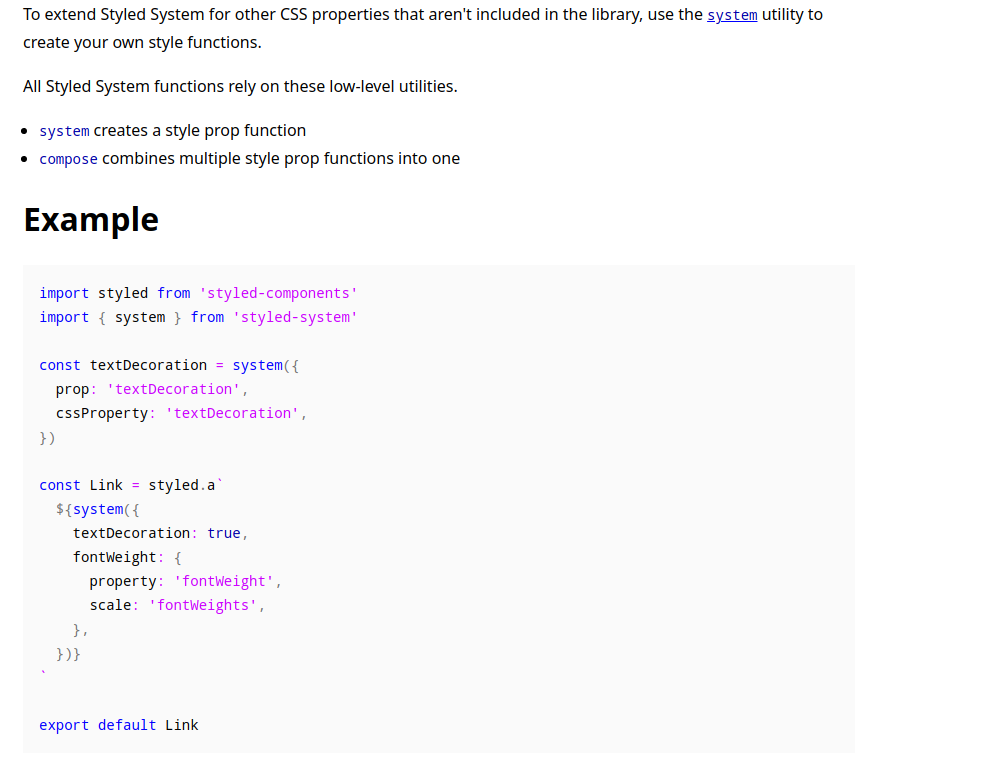 To extend Styled System for other CSS properties that aren't included in the library, use the system utility to
create your own style functions.
All Styled System functions rely on these low-level utilities.
• system creates a style prop function
• compose combines multiple style prop functions into one
Example
import styled from 'styled-components'
import { system } from 'styled-system'
const textDecoration = system({
  prop: 'textDecoration',
  cssProperty: 'textDecoration',
})
const Link = styled.a`
  ${system({
    textDecoration: true,
    fontWeight: {
      property: 'fontWeight',
      scale: 'fontWeights',
    },
  })}
`
export default Link